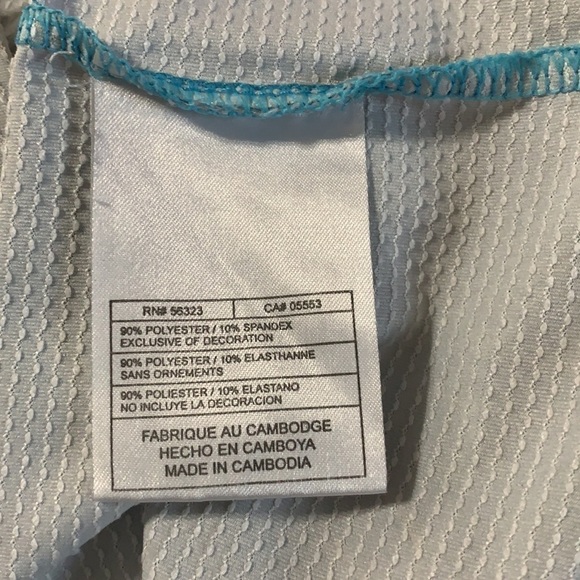 RN# 56323 CA# 05553
90% POLYESTER / 10% SPANDEX
EXCLUSIVE OF DECORATION
90% POLYESTER / 10% ELASTHANNE
SANS ORNEMENTS
90% POLIESTER / 10% ELASTANO
NO INCLUYE LA DECORACION
FABRIQUE AU CAMBODGE
HECHO EN CAMBOYA
MADE IN CAMBODIA